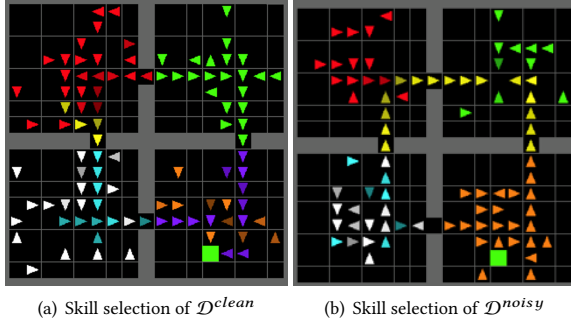 (a) Skill selection of 𝒟^{clean}
(b) Skill selection of 𝒟^{noisy}